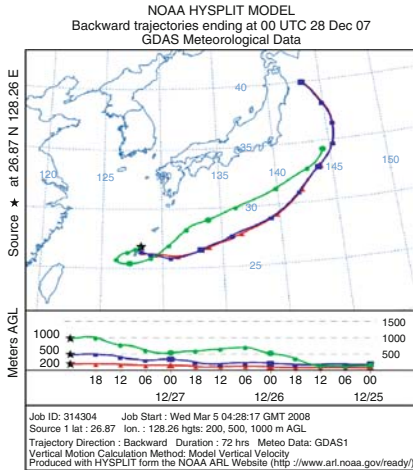 NOAA HYSPLIT MODEL
Backward trajectories ending at 00 UTC 28 Dec 07
GDAS Meteorological Data
Source ★ at 26.87 N 128.26 E
40
120
125
135
140
145
150
30
25
Meters AGL
1500
1000 1000
500 500
200
18 12 06 00 18 12 06 00 18 12 06 00
12/27 12/26 12/25
Job ID: 314304 Job Start : Wed Mar 5 04:28:17 GMT 2008
Source 1 lat : 26.87 lon. : 128.26 hgts: 200, 500, 1000 m AGL
Trajectory Direction : Backward Duration : 72 hrs Meteo Data: GDAS1
Vertical Motion Calculation Method: Model Vertical Velocity
Produced with HYSPLIT form the NOAA ARL Website (http://www.arl.noaa.gov/ready/)